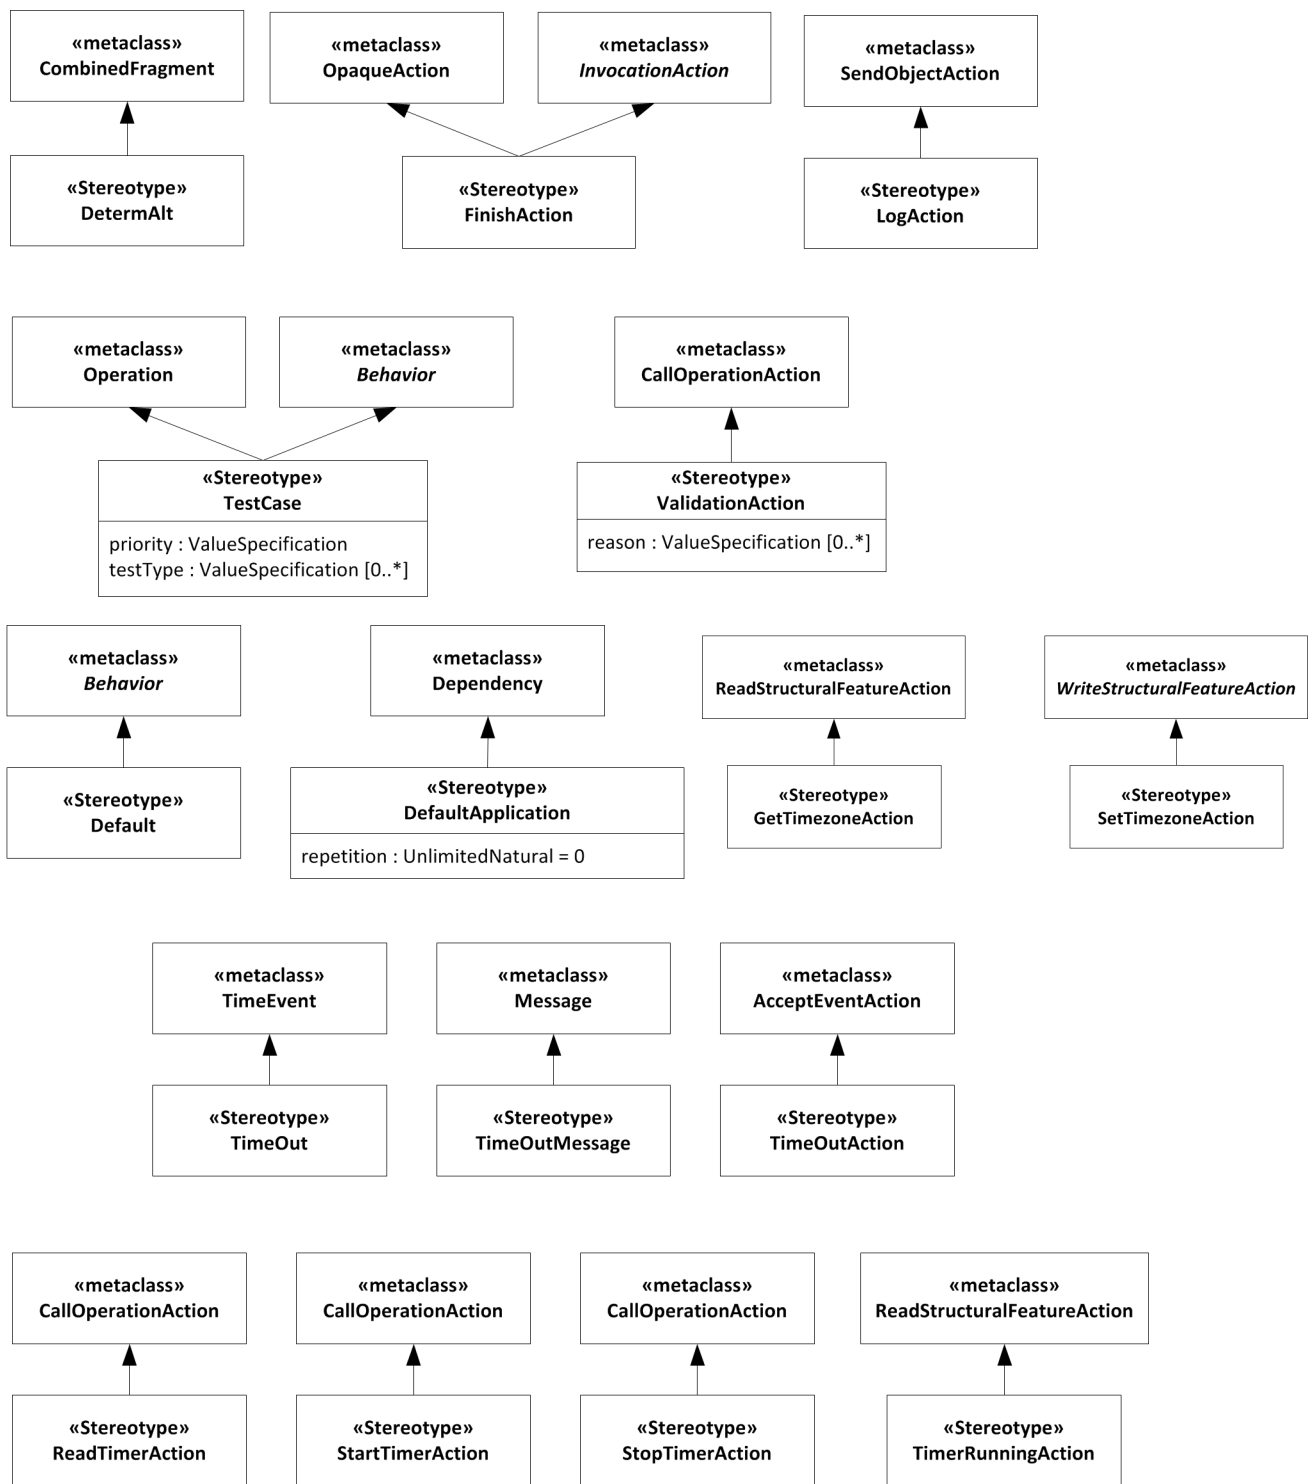 «metaclass»
CombinedFragment
«metaclass»
OpaqueAction
«metaclass»
InvocationAction
«metaclass»
SendObjectAction
«Stereotype»
DetermAlt
«Stereotype»
FinishAction
«Stereotype»
LogAction
«metaclass»
Operation
«metaclass»
Behavior
«metaclass»
CallOperationAction
«Stereotype»
TestCase
priority : ValueSpecification
testType : ValueSpecification [0..*]
«Stereotype»
ValidationAction
reason : ValueSpecification [0..*]
«metaclass»
Behavior
«metaclass»
Dependency
«metaclass»
ReadStructuralFeatureAction
«metaclass»
WriteStructuralFeatureAction
«Stereotype»
Default
«Stereotype»
DefaultApplication
repetition : UnlimitedNatural = 0
«Stereotype»
GetTimezoneAction
«Stereotype»
SetTimezoneAction
«metaclass»
TimeEvent
«metaclass»
Message
«metaclass»
AcceptEventAction
«Stereotype»
TimeOut
«Stereotype»
TimeOutMessage
«Stereotype»
TimeOutAction
«metaclass»
CallOperationAction
«metaclass»
CallOperationAction
«metaclass»
CallOperationAction
«metaclass»
ReadStructuralFeatureAction
«Stereotype»
ReadTimerAction
«Stereotype»
StartTimerAction
«Stereotype»
StopTimerAction
«Stereotype»
TimerRunningAction